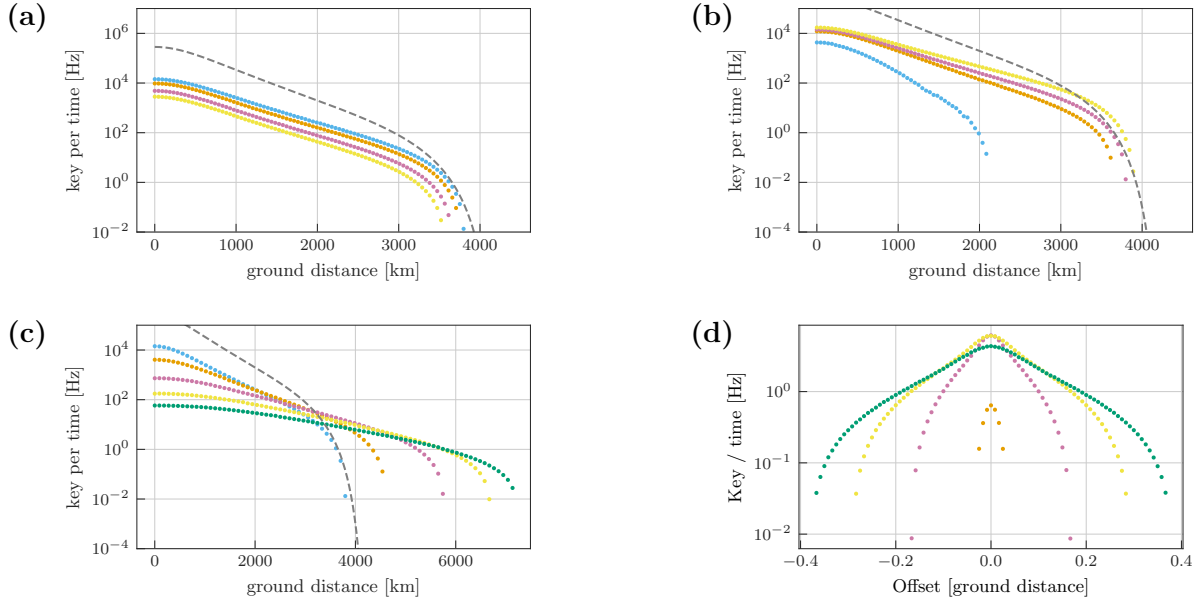 (a)
key per time [Hz]
10^6
10^4
10^2
10^0
10^−2
0 1000 2000 3000 4000
ground distance [km]
(b)
key per time [Hz]
10^4
10^2
10^0
10^−2
10^−4
0 1000 2000 3000 4000
ground distance [km]
(c)
key per time [Hz]
10^4
10^2
10^0
10^−2
10^−4
0 2000 4000 6000
ground distance [km]
(d)
Key / time [Hz]
10^0
10^−1
10^−2
−0.4 −0.2 0.0 0.2 0.4
Offset [ground distance]